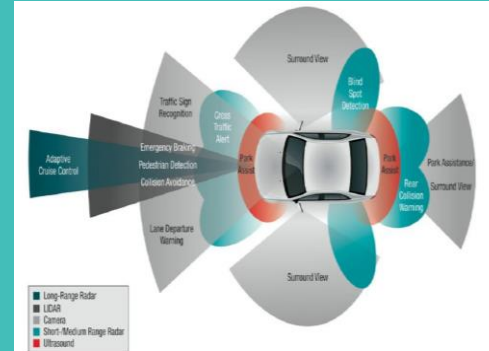 Surround View
Traffic Sign
Recognition
Cross
Traffic
Alert
Blind
Spot
Detection
Adaptive
Cruise Control
Emergency Braking
Pedestrian Detection
Collision Avoidance
Park
Assist
Park
Assist
Park Assistance/
Surround View
Rear
Collision
Warning
Lane Departure
Warning
Surround View
Long-Range Radar
LIDAR
Camera
Short-/Medium Range Radar
Ultrasound